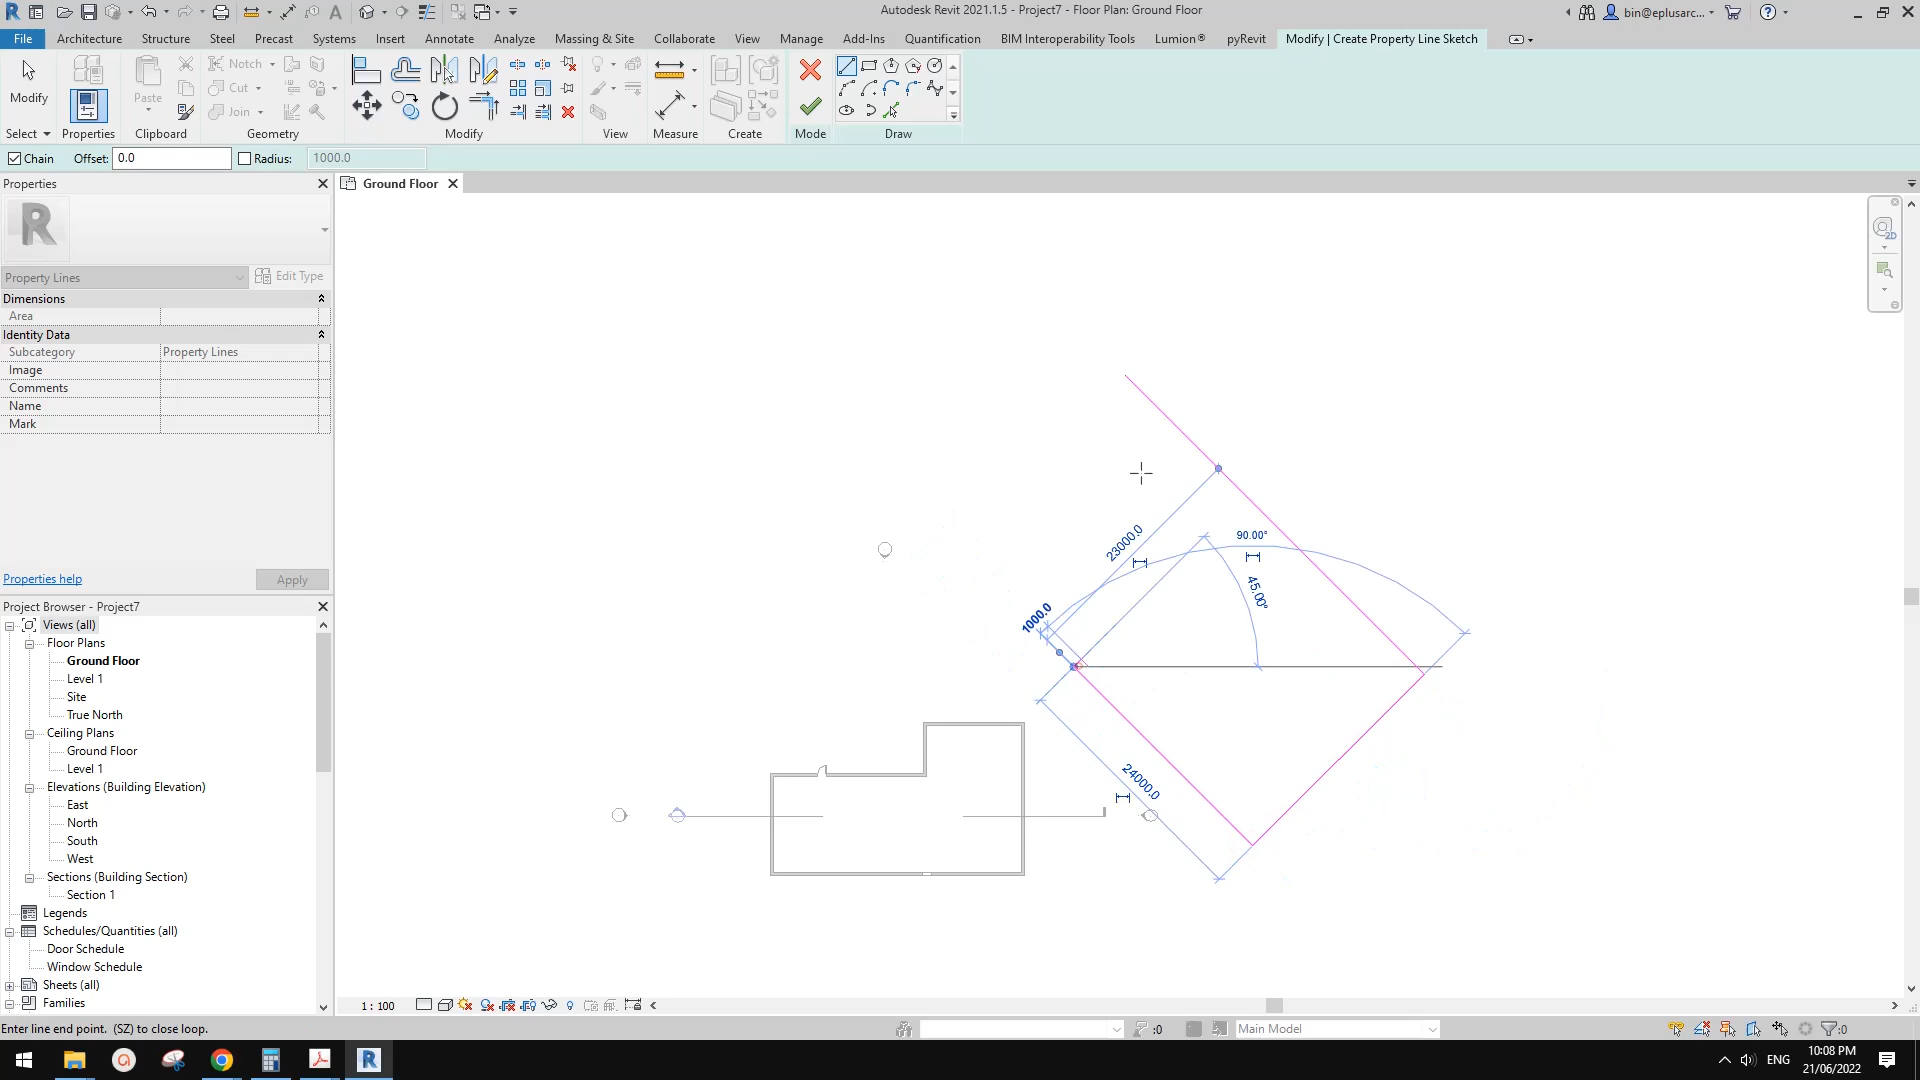 Autodesk Revit 2021.1.5 - Project7 - Floor Plan: Ground Floor
bin@eplusarc...
File Architecture Structure Steel Precast Systems Insert Annotate Analyze Massing & Site Collaborate View Manage Add-Ins Quantification BIM Interoperability Tools Lumion® pyRevit Modify | Create Property Line Sketch
Notch
Cut
Join
Modify
Paste
Select Properties Clipboard Geometry Modify View Measure Create Mode Draw
Chain Offset: 0.0 Radius: 1000.0
Properties
Ground Floor
Property Lines
Edit Type
Dimensions
Area
Identity Data
Subcategory Property Lines
Image
Comments
Name
Mark
Properties help
Apply
Project Browser - Project7
Views (all)
Floor Plans
Ground Floor
Level 1
Site
True North
Ceiling Plans
Ground Floor
Level 1
Elevations (Building Elevation)
East
North
South
West
Sections (Building Section)
Section 1
Legends
Schedules/Quantities (all)
Door Schedule
Window Schedule
Sheets (all)
Families
2D
23000.0
90.00°
45.00°
1000.0
24000.0
1 : 100
Enter line end point. (SZ) to close loop.
:0
Main Model
:0
ENG
10:08 PM
21/06/2022